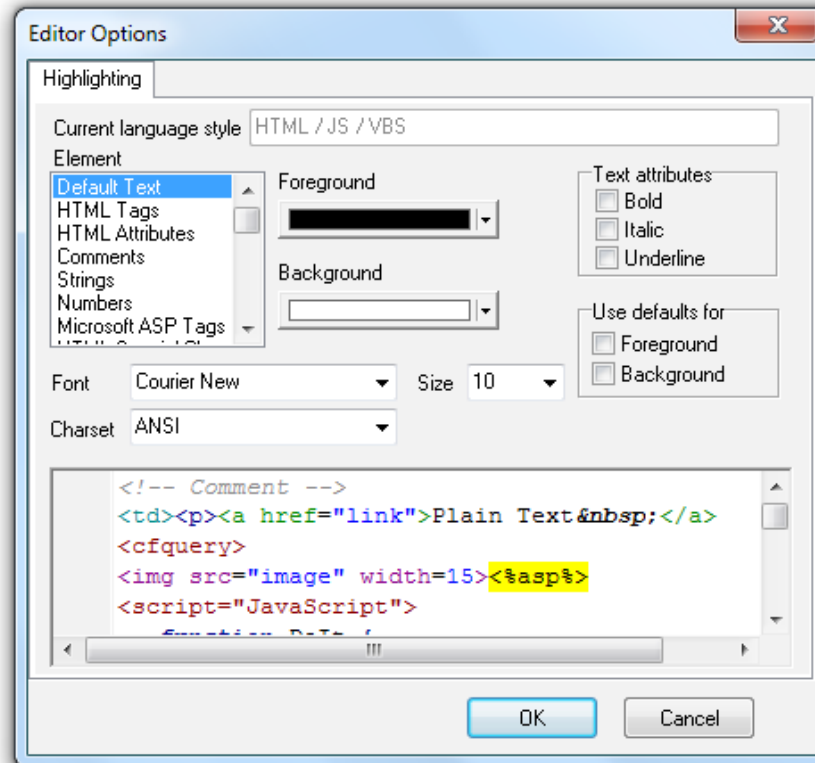 Editor Options
Highlighting
Current language style HTML / JS / VBS
Element
Default Text
HTML Tags
HTML Attributes
Comments
Strings
Numbers
Microsoft ASP Tags
Foreground
Background
Text attributes
Bold
Italic
Underline
Use defaults for
Foreground
Background
Font Courier New Size 10
Charset ANSI
<!-- Comment -->
<td><p><a href="link">Plain Text&nbsp;</a>
<cfquery>
<img src="image" width=15><%asp%>
<script="JavaScript">
OK Cancel